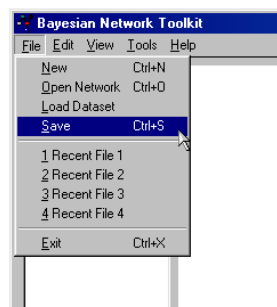 Bayesian Network Toolkit
File Edit View Tools Help
New Ctrl+N
Open Network Ctrl+O
Load Dataset
Save Ctrl+S
1 Recent File 1
2 Recent File 2
3 Recent File 3
4 Recent File 4
Exit Ctrl+X